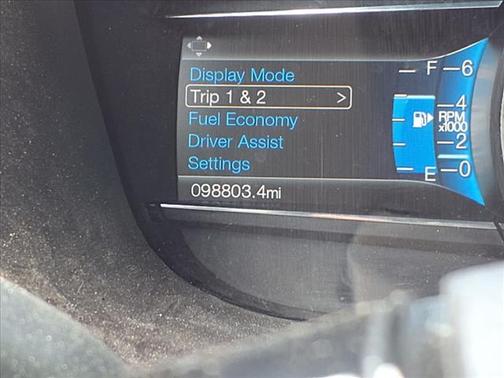 Display Mode
Trip 1 & 2 >
Fuel Economy
Driver Assist
Settings
098803.4mi
F 6
4
RPM
x1000
2
E 0